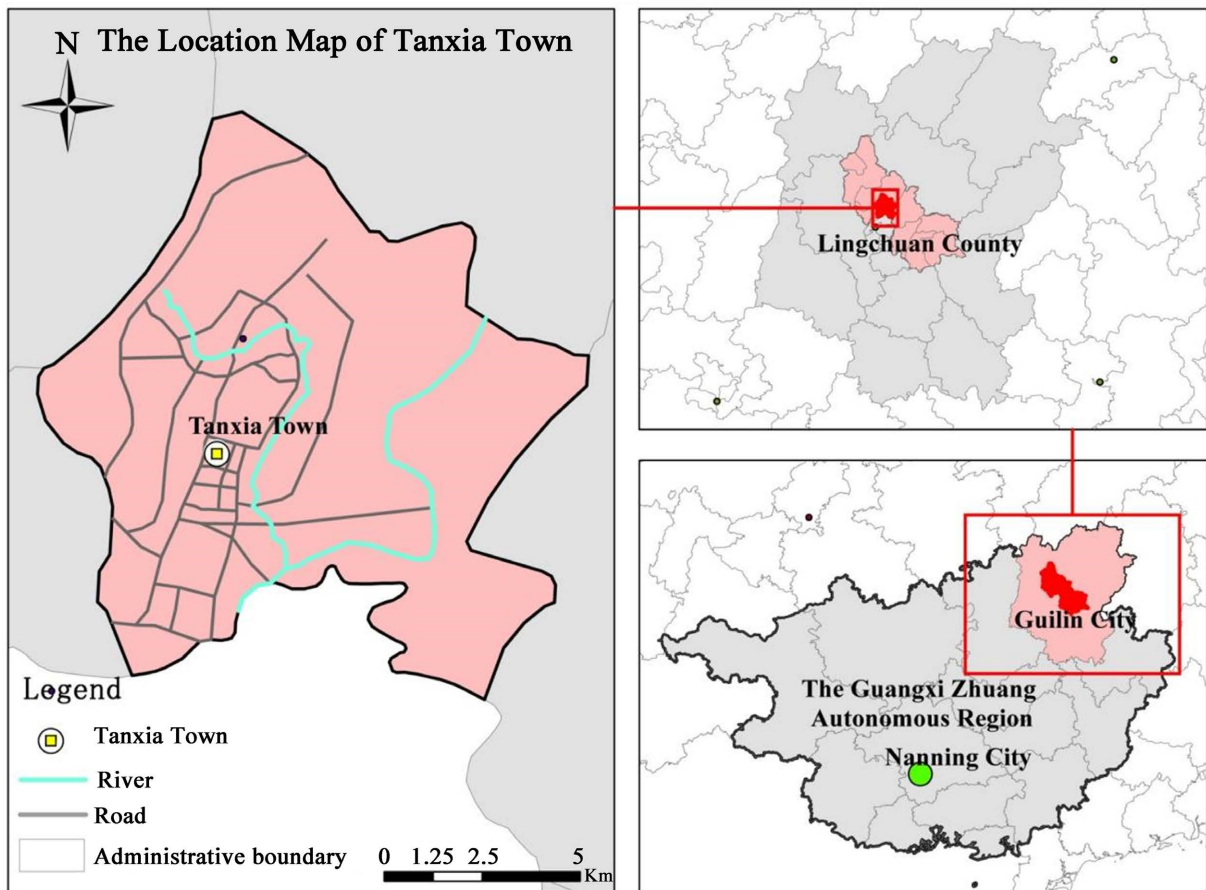 N The Location Map of Tanxia Town
Tanxia Town
Legend
Tanxia Town
River
Road
Administrative boundary
0 1.25 2.5 5
Km
Lingchuan County
Guilin City
The Guangxi Zhuang
Autonomous Region
Nanning City